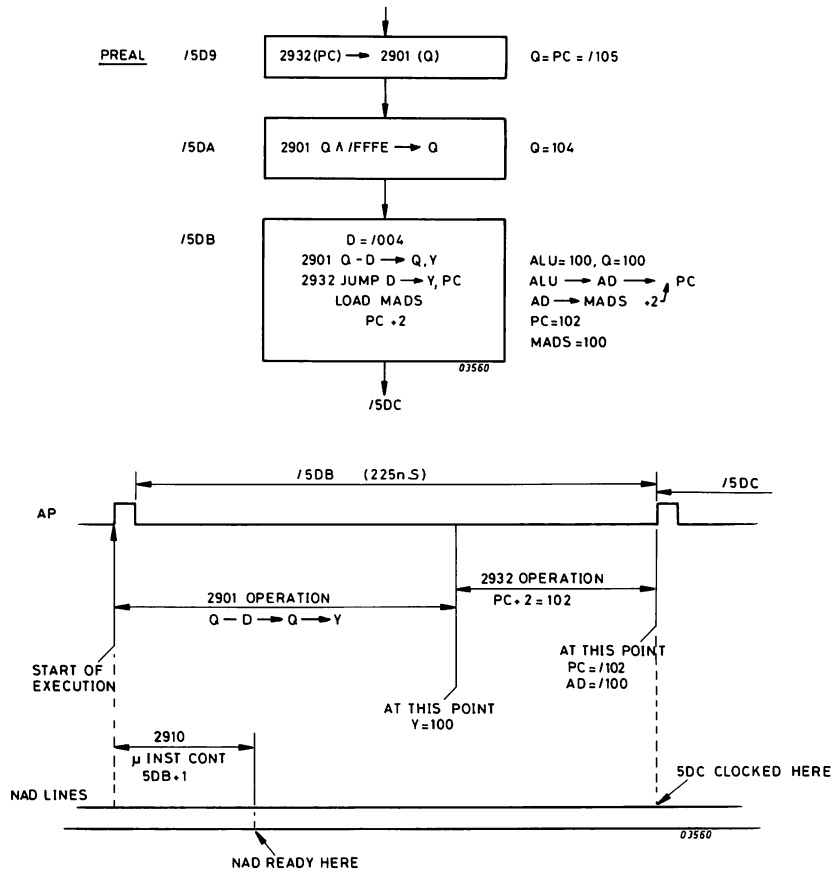 PREAL /5D9 2932(PC) → 2901 (Q) Q=PC=/105
/5DA 2901 Q Λ /FFFE → Q Q=104
/5DB D=/004
2901 Q-D → Q,Y ALU=100, Q=100
2932 JUMP D → Y, PC ALU → AD → PC
LOAD MADS AD → MADS +2
PC +2 PC=102
MADS=100
03560
/5DC
/5DB (225nS) /5DC
AP
2901 OPERATION
Q – D → Q → Y
2932 OPERATION
PC+2=102
START OF
EXECUTION
AT THIS POINT
Y=100
AT THIS POINT
PC=/102
AD=/100
2910
μ INST CONT
5DB+1
5DC CLOCKED HERE
NAD LINES
03560
NAD READY HERE